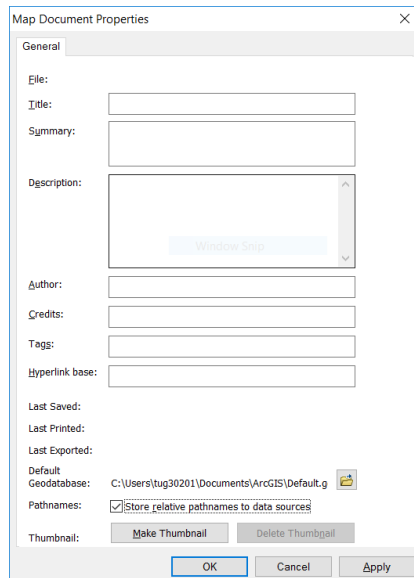 Map Document Properties
General
File:
Title:
Summary:
Description:
Window Snip
Author:
Credits:
Tags:
Hyperlink base:
Last Saved:
Last Printed:
Last Exported:
Default
Geodatabase: C:\Users\tug30201\Documents\ArcGIS\Default.g
Pathnames: Store relative pathnames to data sources
Thumbnail: Make Thumbnail Delete Thumbnail
OK Cancel Apply